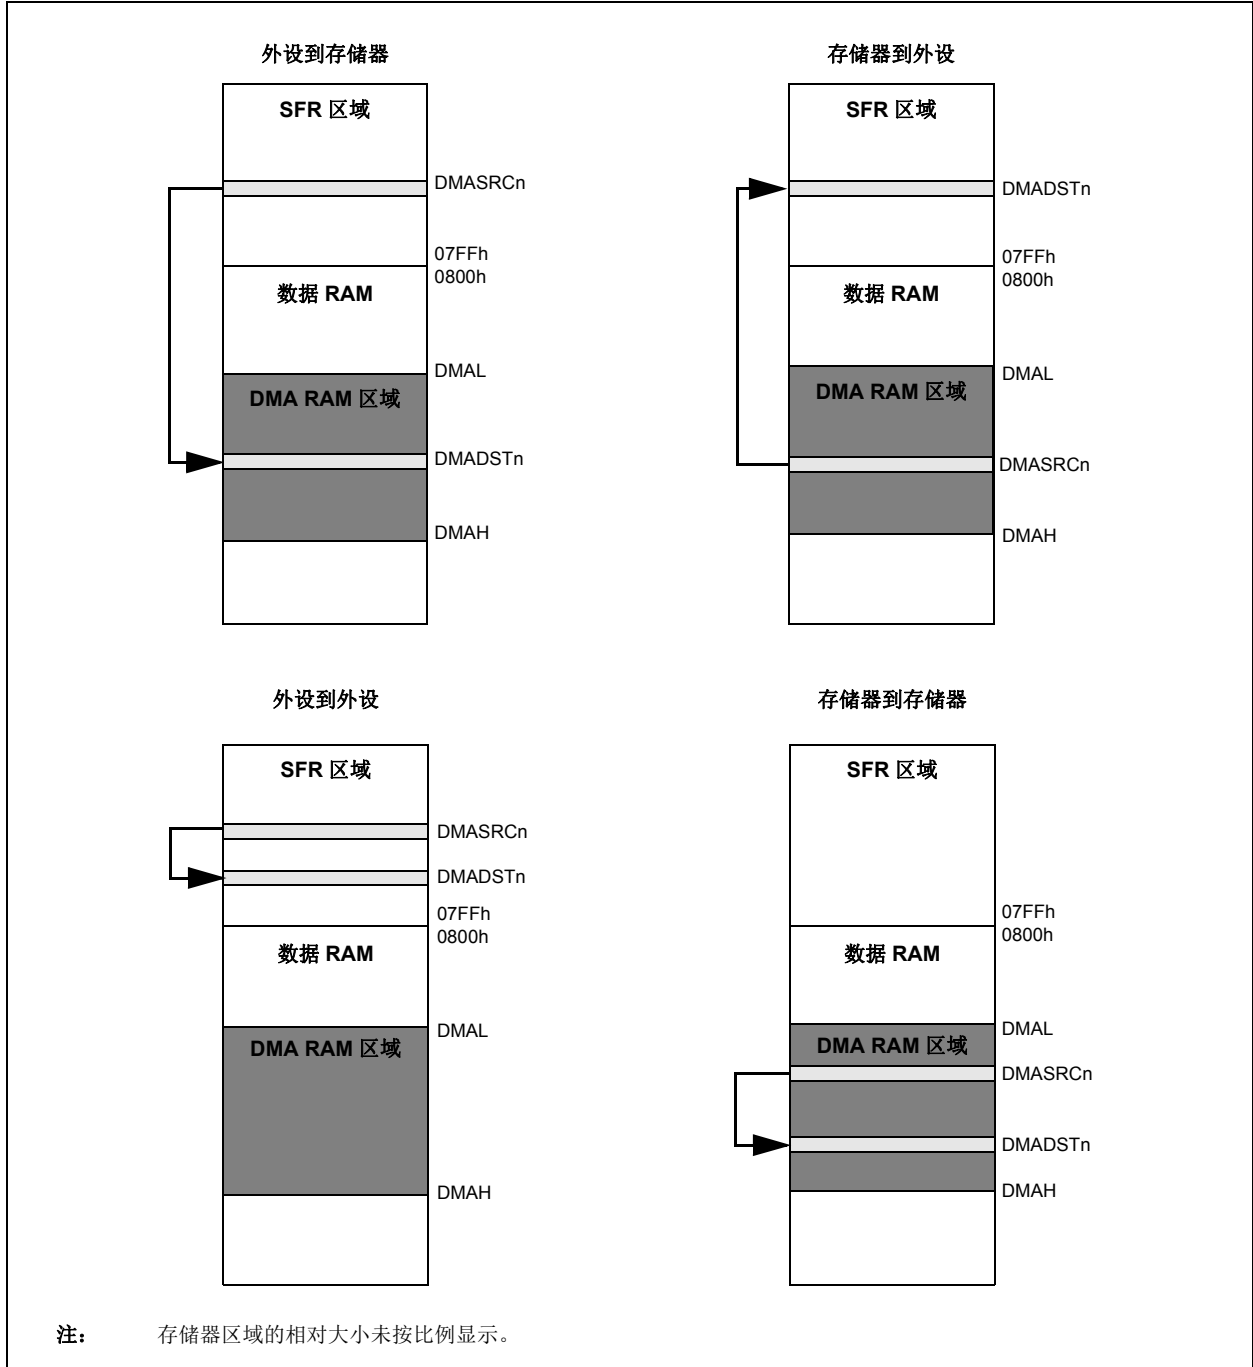 外设到存储器
SFR 区域
DMASRCn
07FFh
0800h
数据 RAM
DMAL
DMA RAM 区域
DMADSTn
DMAH
存储器到外设
SFR 区域
DMADSTn
07FFh
0800h
数据 RAM
DMAL
DMA RAM 区域
DMASRCn
DMAH
外设到外设
SFR 区域
DMASRCn
DMADSTn
07FFh
0800h
数据 RAM
DMAL
DMA RAM 区域
DMAH
存储器到存储器
SFR 区域
07FFh
0800h
数据 RAM
DMAL
DMA RAM 区域
DMASRCn
DMADSTn
DMAH
注： 存储器区域的相对大小未按比例显示。